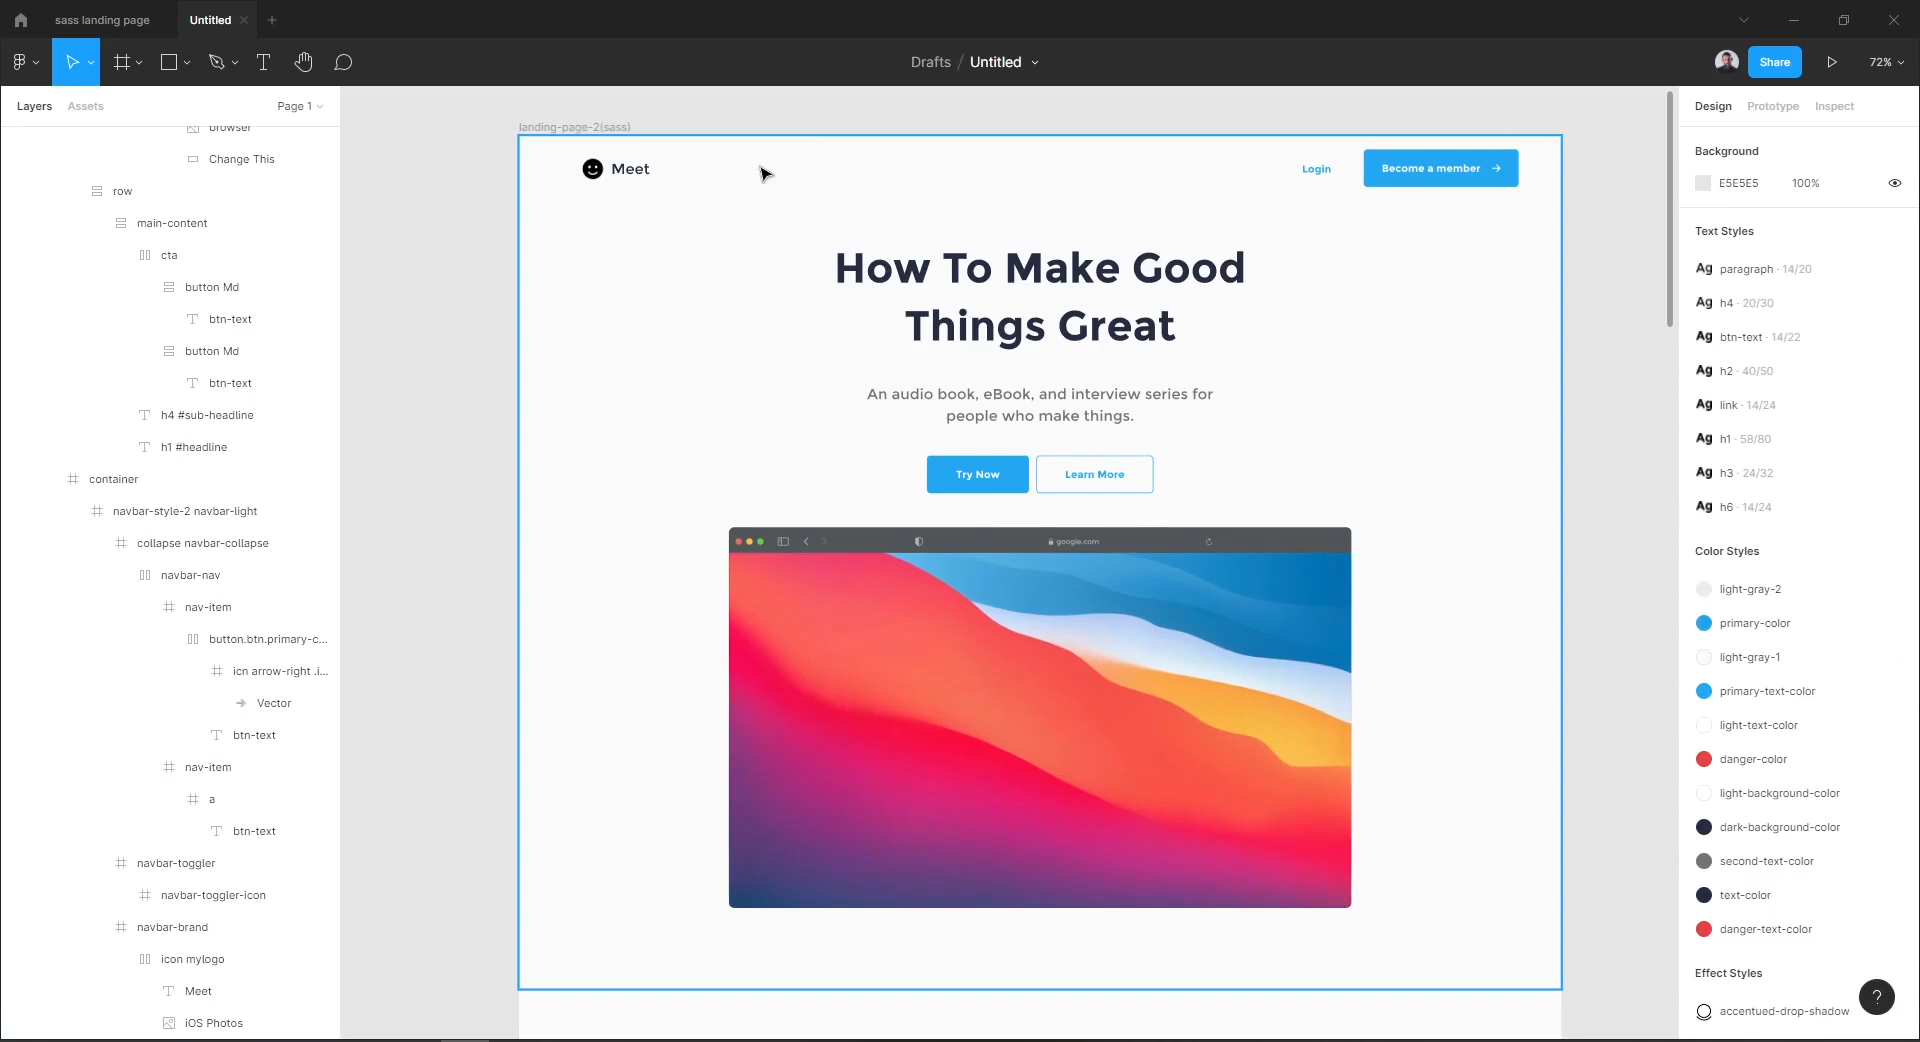 sass landing page
Untitled
Drafts / Untitled
Share
72%
Layers
Assets
Page 1
browser
Change This
row
main-content
cta
button Md
btn-text
button Md
btn-text
h4 #sub-headline
h1 #headline
container
navbar-style-2 navbar-light
collapse navbar-collapse
navbar-nav
nav-item
button.btn.primary-c...
icn arrow-right .i...
Vector
btn-text
nav-item
a
btn-text
navbar-toggler
navbar-toggler-icon
navbar-brand
icon mylogo
Meet
iOS Photos
landing-page-2(sass)
Meet
Login
Become a member
How To Make Good
Things Great
An audio book, eBook, and interview series for
people who make things.
Try Now
Learn More
google.com
Design
Prototype
Inspect
Background
E5E5E5
100%
Text Styles
Ag paragraph · 14/20
Ag h4 · 20/30
Ag btn-text · 14/22
Ag h2 · 40/50
Ag link · 14/24
Ag h1 · 58/80
Ag h3 · 24/32
Ag h6 · 14/24
Color Styles
light-gray-2
primary-color
light-gray-1
primary-text-color
light-text-color
danger-color
light-background-color
dark-background-color
second-text-color
text-color
danger-text-color
Effect Styles
accentued-drop-shadow
?